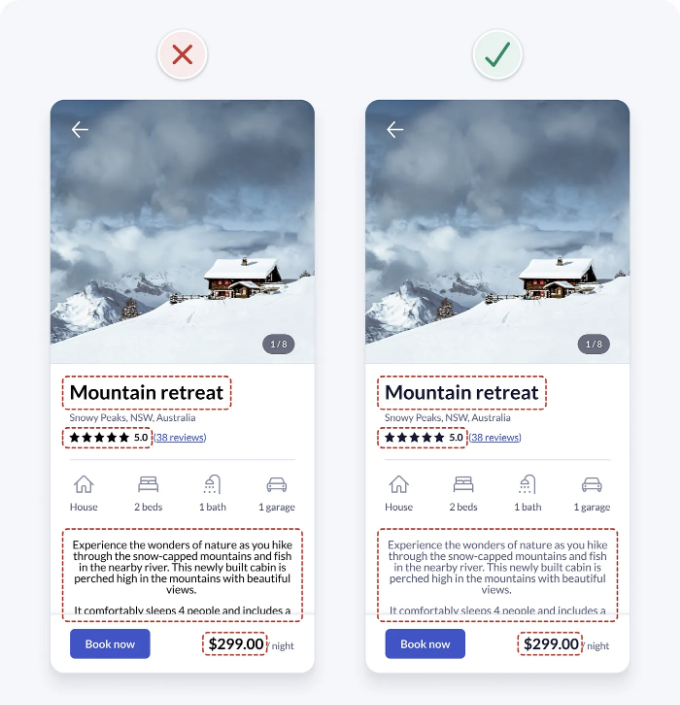 1/8
Mountain retreat
Snowy Peaks, NSW, Australia
5.0 (38 reviews)
House 2 beds 1 bath 1 garage
Experience the wonders of nature as you hike
through the snow-capped mountains and fish
in the nearby river. This newly built cabin is
perched high in the mountains with beautiful
views.
It comfortably sleeps 4 people and includes a
Book now $299.00 / night
1/8
Mountain retreat
Snowy Peaks, NSW, Australia
5.0 (38 reviews)
House 2 beds 1 bath 1 garage
Experience the wonders of nature as you hike
through the snow-capped mountains and fish
in the nearby river. This newly built cabin is
perched high in the mountains with beautiful
views.
It comfortably sleeps 4 people and includes a
Book now $299.00 / night